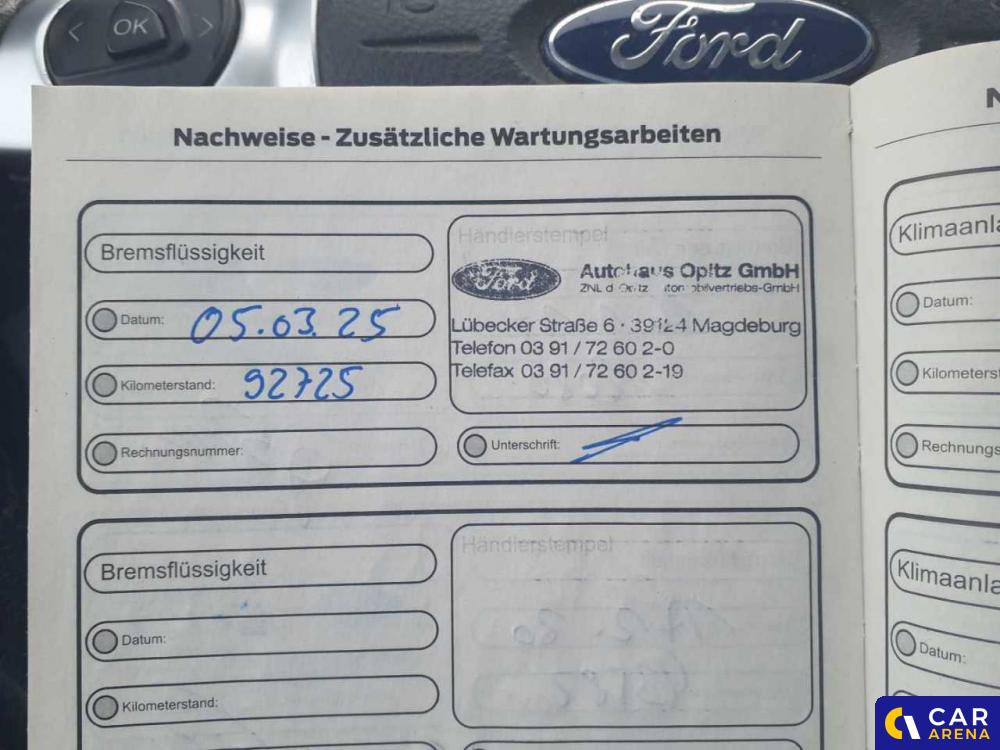 OK
Ford
Nachweise - Zusätzliche Wartungsarbeiten
Bremsflüssigkeit
Händlerstempel
Ford
Autohaus Opitz GmbH
Datum: 05.03.25
Lübecker Straße 6 · 39124 Magdeburg
Telefon 03 91 / 72 60 2-0
Telefax 03 91 / 72 60 2-19
Kilometerstand: 92725
Rechnungsnummer:
Unterschrift:
Bremsflüssigkeit
Händlerstempel
Datum:
Kilometerstand:
N
Klimaanla
Datum:
Kilometerst
Rechnungs
Klimaanla
Datum:
CAR
ARENA